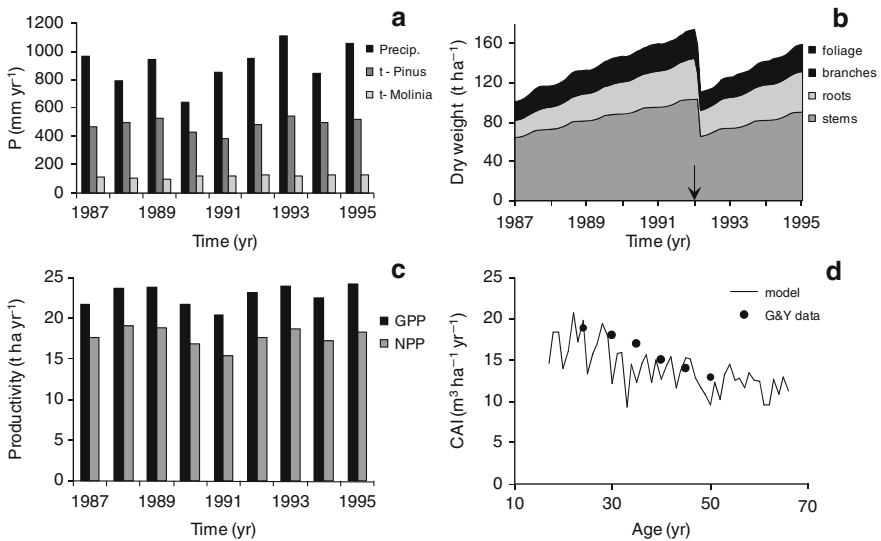 a
1200
1000
800
600
400
200
0
P (mm yr⁻¹)
Precip.
t - Pinus
t- Molinia
1987 1989 1991 1993 1995
Time (yr)
b
160
120
80
40
0
Dry weight (t ha⁻¹)
foliage
branches
roots
stems
1987 1989 1991 1993 1995
Time (yr)
c
25
20
15
10
5
0
Productivity (t ha yr⁻¹)
GPP
NPP
1987 1989 1991 1993 1995
Time (yr)
d
25
20
15
10
5
0
CAI (m³ ha⁻¹ yr⁻¹)
model
G&Y data
10 30 50 70
Age (yr)